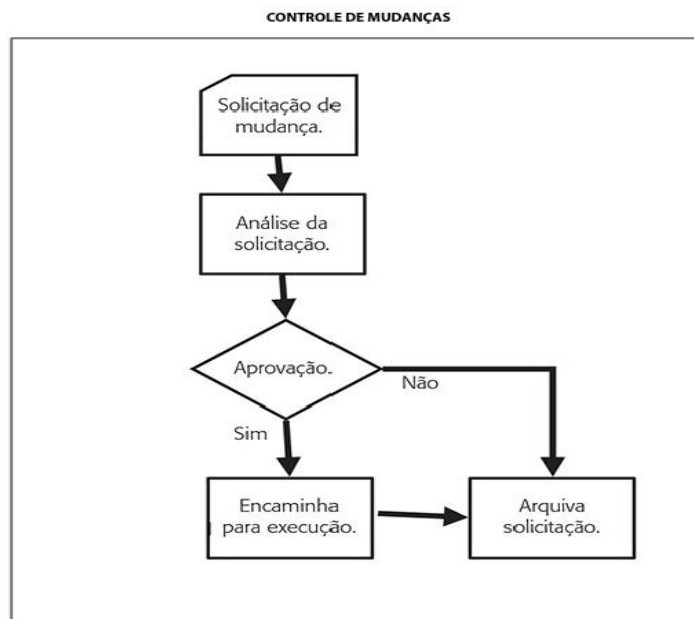 CONTROLE DE MUDANÇAS
Solicitação de
mudança.
Análise da
solicitação.
Aprovação.
Não
Sim
Encaminha
para execução.
Arquiva
solicitação.